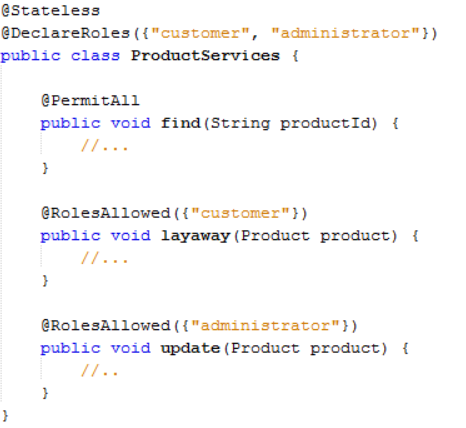 @Stateless
@DeclareRoles({"customer", "administrator"})
public class ProductServices {
@PermitAll
public void find(String productId) {
//...
}
@RolesAllowed({"customer"})
public void layaway(Product product) {
//...
}
@RolesAllowed({"administrator"})
public void update(Product product) {
//..
}
}